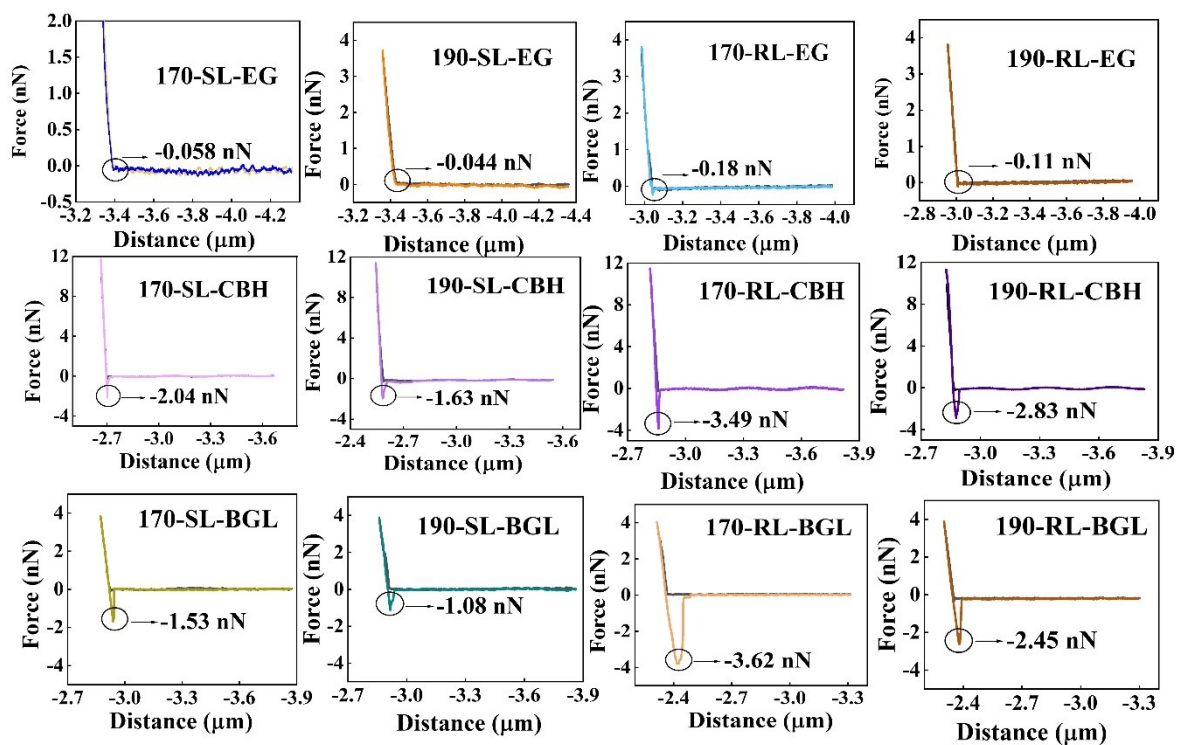 Force (nN)
2.0
1.5
1.0
0.5
0.0
-0.5
170-SL-EG
-0.058 nN
-3.2 -3.4 -3.6 -3.8 -4.0 -4.2
Distance (μm)
Force (nN)
4
3
2
1
0
190-SL-EG
-0.044 nN
-3.2 -3.4 -3.6 -3.8 -4.0 -4.2 -4.4
Distance (μm)
Force (nN)
4
3
2
1
0
170-RL-EG
-0.18 nN
-3.0 -3.2 -3.4 -3.6 -3.8 -4.0
Distance (μm)
Force (nN)
4
3
2
1
0
190-RL-EG
-0.11 nN
-2.8 -3.0 -3.2 -3.4 -3.6 -3.8 -4.0
Distance (μm)
Force (nN)
12
8
4
0
-4
170-SL-CBH
-2.04 nN
-2.7 -3.0 -3.3 -3.6
Distance (μm)
Force (nN)
12
8
4
0
-4
190-SL-CBH
-1.63 nN
-2.4 -2.7 -3.0 -3.3 -3.6
Distance (μm)
Force (nN)
12
8
4
0
-4
170-RL-CBH
-3.49 nN
-2.7 -3.0 -3.3 -3.6 -3.9
Distance (μm)
Force (nN)
12
8
4
0
-4
190-RL-CBH
-2.83 nN
-2.7 -3.0 -3.3 -3.6 -3.9
Distance (μm)
Force (nN)
4
2
0
-2
-4
170-SL-BGL
-1.53 nN
-2.7 -3.0 -3.3 -3.6 -3.9
Distance (μm)
Force (nN)
4
2
0
-2
-4
190-SL-BGL
-1.08 nN
-2.7 -3.0 -3.3 -3.6 -3.9
Distance (μm)
Force (nN)
4
2
0
-2
-4
170-RL-BGL
-3.62 nN
-2.4 -2.7 -3.0 -3.3
Distance (μm)
Force (nN)
4
2
0
-2
-4
190-RL-BGL
-2.45 nN
-2.4 -2.7 -3.0 -3.3
Distance (μm)